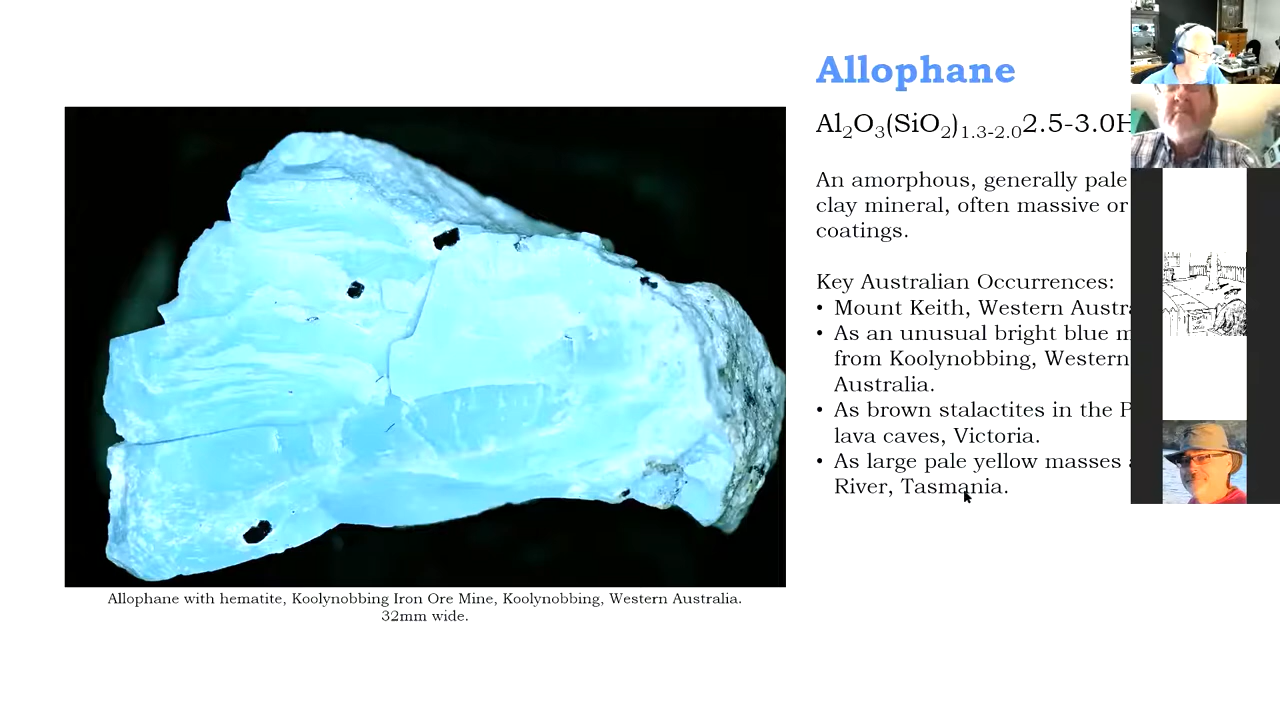 Allophane
Al₂O₃(SiO₂)₁.₃₋₂.₀2.5-3.0H
An amorphous, generally pale
clay mineral, often massive or
coatings.
Key Australian Occurrences:
• Mount Keith, Western Austra
• As an unusual bright blue m
from Koolynobbing, Western
Australia.
• As brown stalactites in the P
lava caves, Victoria.
• As large pale yellow masses
River, Tasmania.
Allophane with hematite, Koolynobbing Iron Ore Mine, Koolynobbing, Western Australia.
32mm wide.